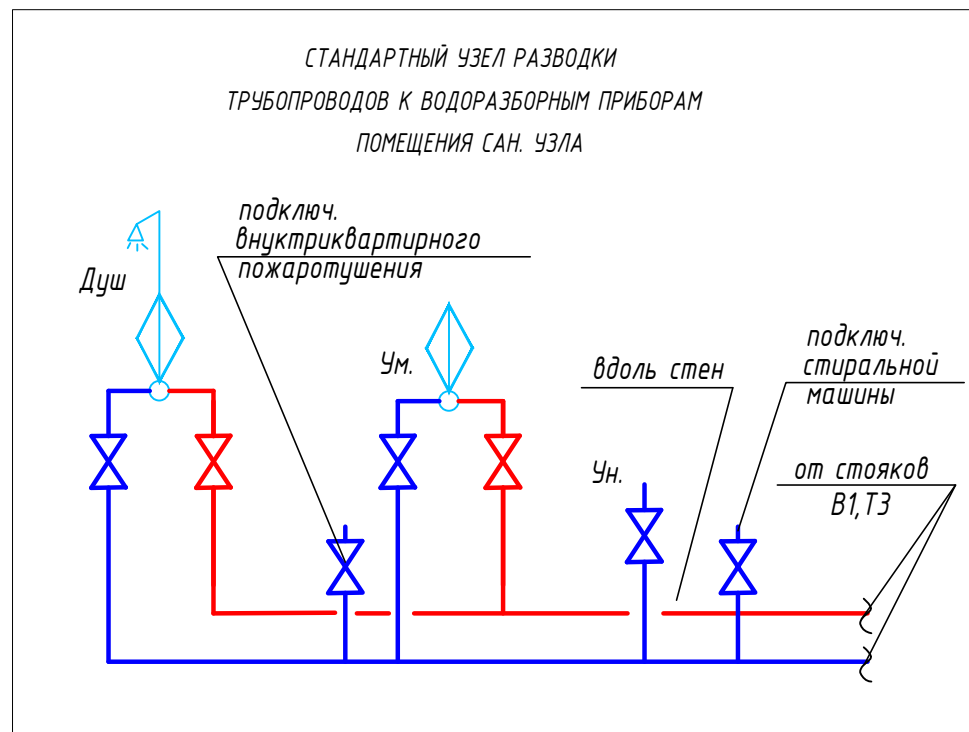 СТАНДАРТНЫЙ УЗЕЛ РАЗВОДКИ
ТРУБОПРОВОДОВ К ВОДОРАЗБОРНЫМ ПРИБОРАМ
ПОМЕЩЕНИЯ САН. УЗЛА
подключ.
внуктриквартирного
пожаротушения
Душ
Ум.
вдоль стен
подключ.
стиральной
машины
Ун.
от стояков
В1,Т3